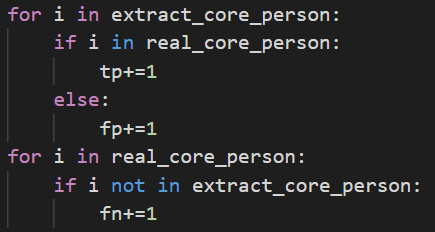 for i in extract_core_person:
    if i in real_core_person:
        tp+=1
    else:
        fp+=1
for i in real_core_person:
    if i not in extract_core_person:
        fn+=1